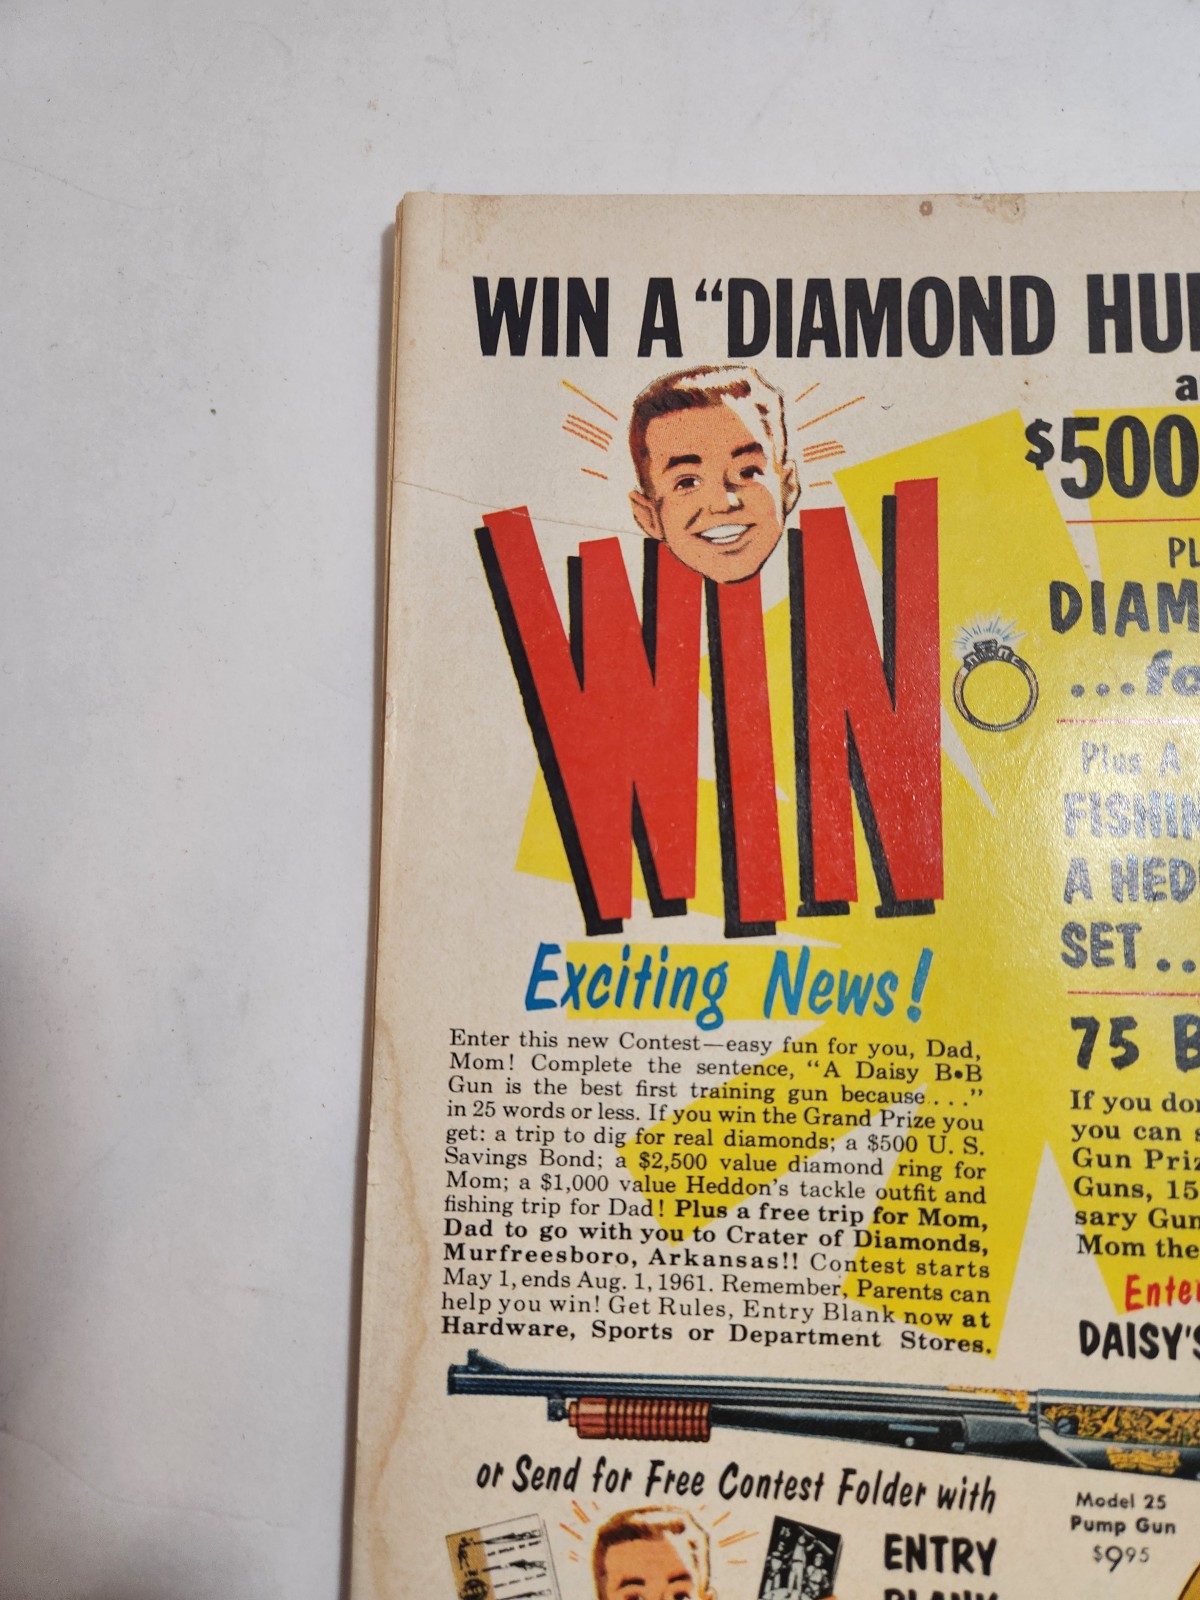 WIN A “DIAMOND HU
a
$500
WIN
PL
DIAM
...fo
Plus A
FISHIN
A HED
SET...
Exciting News!
Enter this new Contest—easy fun for you, Dad,
Mom! Complete the sentence, “A Daisy B•B
Gun is the best first training gun because....”
in 25 words or less. If you win the Grand Prize you
get: a trip to dig for real diamonds; a $500 U. S.
Savings Bond; a $2,500 value diamond ring for
Mom; a $1,000 value Heddon's tackle outfit and
fishing trip for Dad! Plus a free trip for Mom,
Dad to go with you to Crater of Diamonds,
Murfreesboro, Arkansas!! Contest starts
May 1, ends Aug. 1, 1961. Remember, Parents can
help you win! Get Rules, Entry Blank now at
Hardware, Sports or Department Stores.
75 B
If you don
you can s
Gun Priz
Guns, 15
sary Gun
Mom the
Enter
DAISY'S
or Send for Free Contest Folder with
ENTRY
BLANK
Model 25
Pump Gun
$9.95